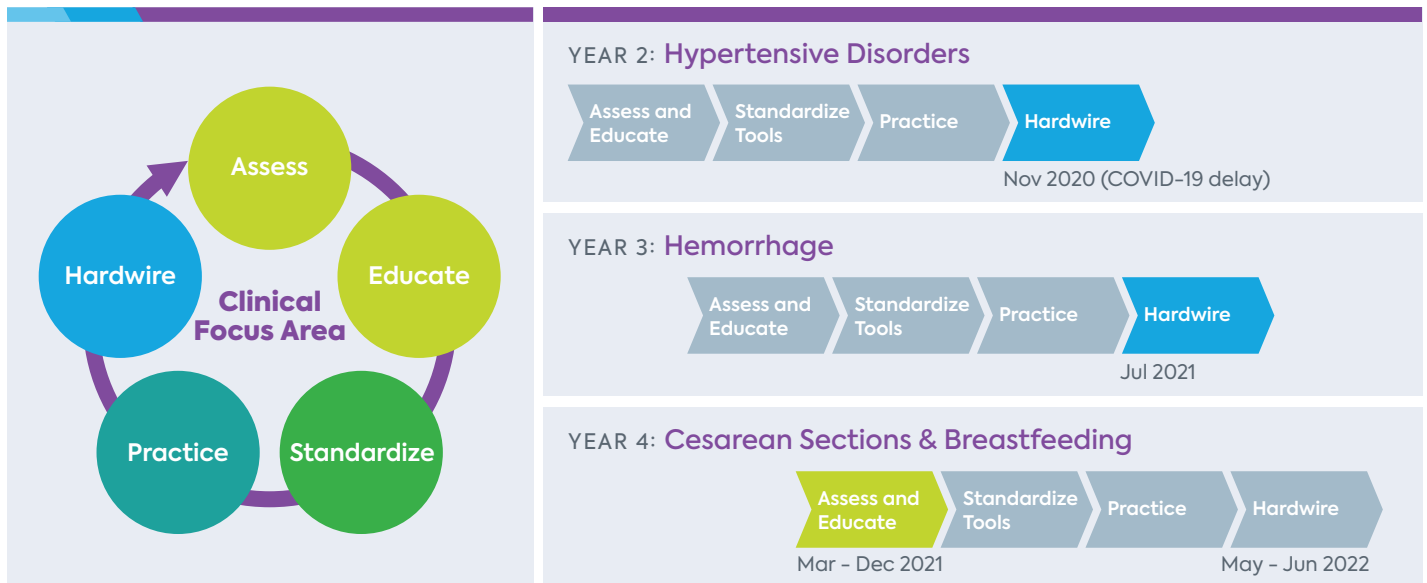 Assess
Educate
Standardize
Practice
Hardwire
Clinical
Focus Area
YEAR 2: Hypertensive Disorders
Assess and
Educate
Standardize
Tools
Practice
Hardwire
Nov 2020 (COVID-19 delay)
YEAR 3: Hemorrhage
Assess and
Educate
Standardize
Tools
Practice
Hardwire
Jul 2021
YEAR 4: Cesarean Sections & Breastfeeding
Assess and
Educate
Standardize
Tools
Practice
Hardwire
Mar - Dec 2021
May - Jun 2022